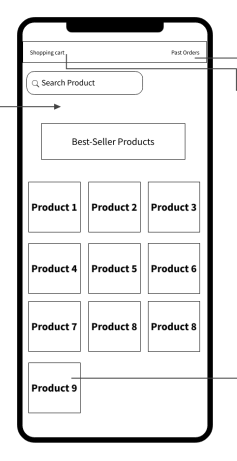 Shopping cart Past Orders
Search Product
Best-Seller Products
Product 1 Product 2 Product 3
Product 4 Product 5 Product 6
Product 7 Product 8 Product 8
Product 9